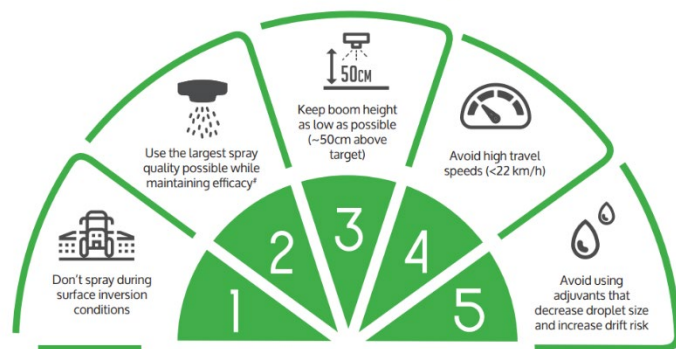 1
Don't spray during
surface inversion
conditions
2
Use the largest spray
quality possible while
maintaining efficacy#
3
50CM
Keep boom height
as low as possible
(~50cm above
target)
4
Avoid high travel
speeds (<22 km/h)
5
Avoid using
adjuvants that
decrease droplet size
and increase drift risk